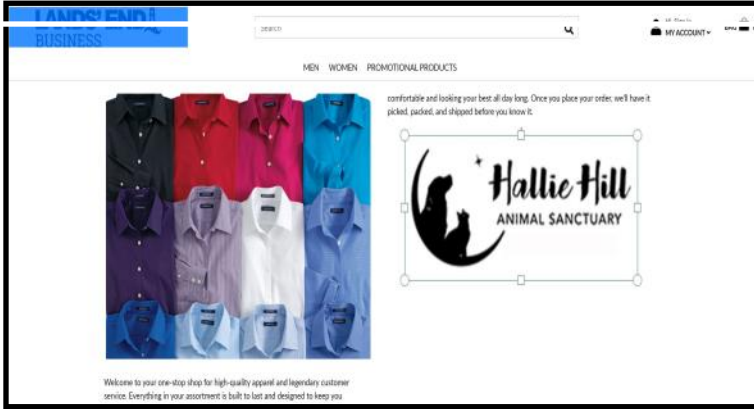 LANDS' END
BUSINESS
Search
MY ACCOUNT
MEN WOMEN PROMOTIONAL PRODUCTS
Welcome to your one-stop shop for high-quality apparel and legendary customer
service. Everything in your assortment is built to last and designed to keep you
comfortable and looking your best all day long. Once you place your order, we'll have it
picked, packed, and shipped before you know it.
Hallie Hill
ANIMAL SANCTUARY